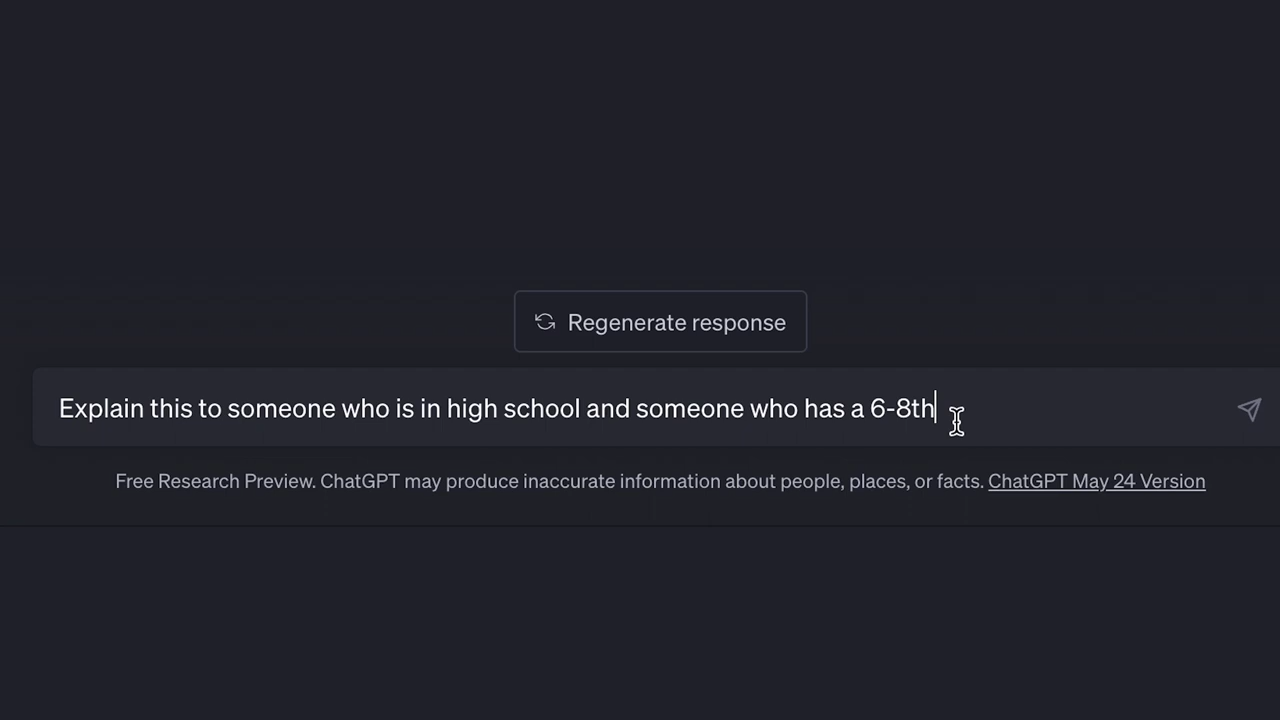 Regenerate response
Explain this to someone who is in high school and someone who has a 6-8th
Free Research Preview. ChatGPT may produce inaccurate information about people, places, or facts. ChatGPT May 24 Version